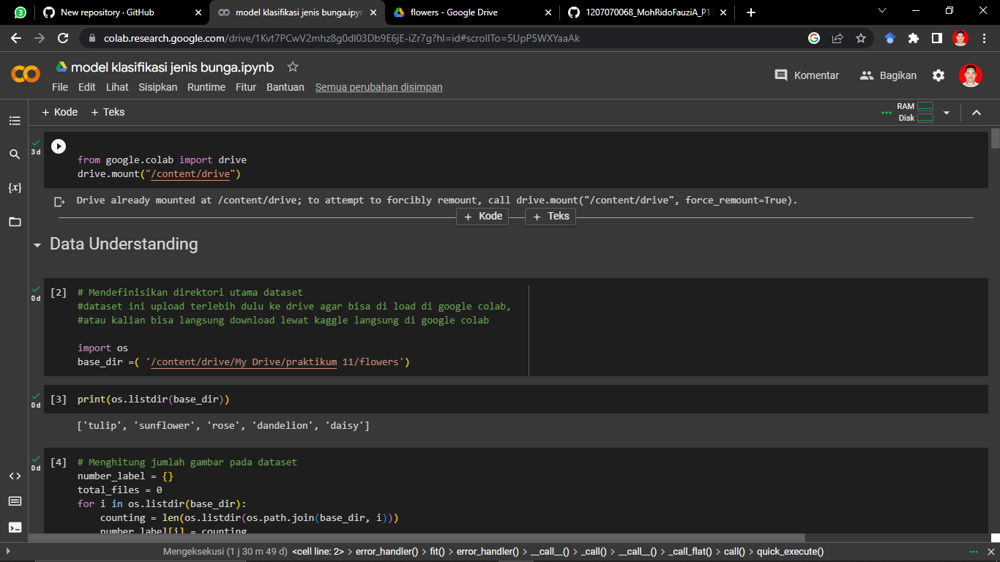 3
New repository · GitHub
model klasifikasi jenis bunga.ipyn
flowers - Google Drive
1207070068_MohRidoFauziA_P11
colab.research.google.com/drive/1Kvt7PCwV2mhz8g0dI03Db9E6jE-iZr7g?hl=id#scrollTo=5UpP5WXYaaAk
model klasifikasi jenis bunga.ipynb
Komentar
Bagikan
File Edit Lihat Sisipkan Runtime Fitur Bantuan Semua perubahan disimpan
+ Kode + Teks
RAM
Disk
3 d
from google.colab import drive
drive.mount("/content/drive")
Drive already mounted at /content/drive; to attempt to forcibly remount, call drive.mount("/content/drive", force_remount=True).
+ Kode + Teks
Data Understanding
0 d
[2] # Mendefinisikan direktori utama dataset
#dataset ini upload terlebih dulu ke drive agar bisa di load di google colab,
#atau kalian bisa langsung download lewat kaggle langsung di google colab
import os
base_dir =( '/content/drive/My Drive/praktikum 11/flowers')
0 d
[3] print(os.listdir(base_dir))
['tulip', 'sunflower', 'rose', 'dandelion', 'daisy']
0 d
[4] # Menghitung jumlah gambar pada dataset
number_label = {}
total_files = 0
for i in os.listdir(base_dir):
counting = len(os.listdir(os.path.join(base_dir, i)))
number_label[i] = counting
Mengeksekusi (1 j 30 m 49 d) <cell line: 2> > error_handler() > fit() > error_handler() > __call__() > _call() > __call__() > _call_flat() > call() > quick_execute()